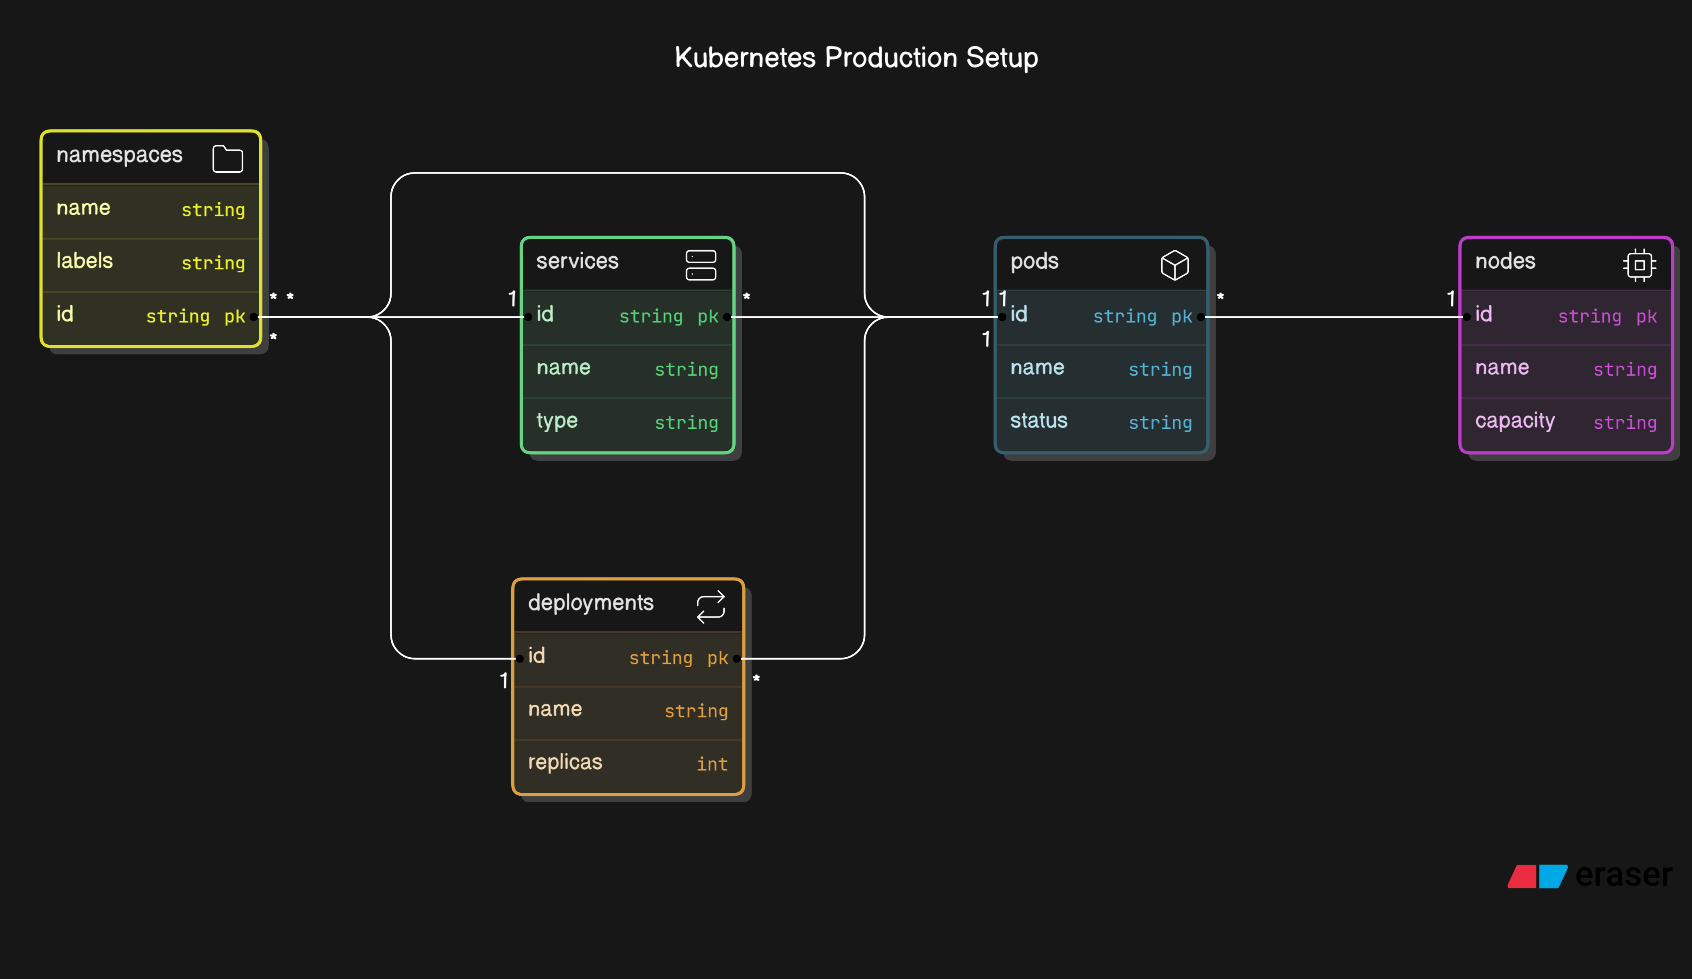 Kubernetes Production Setup
namespaces
name string
labels string
id string pk
* *
*
1
services
id string pk
name string
type string
*
1
deployments
id string pk
name string
replicas int
*
1 1
1
pods
id string pk
name string
status string
*
1
nodes
id string pk
name string
capacity string
eraser